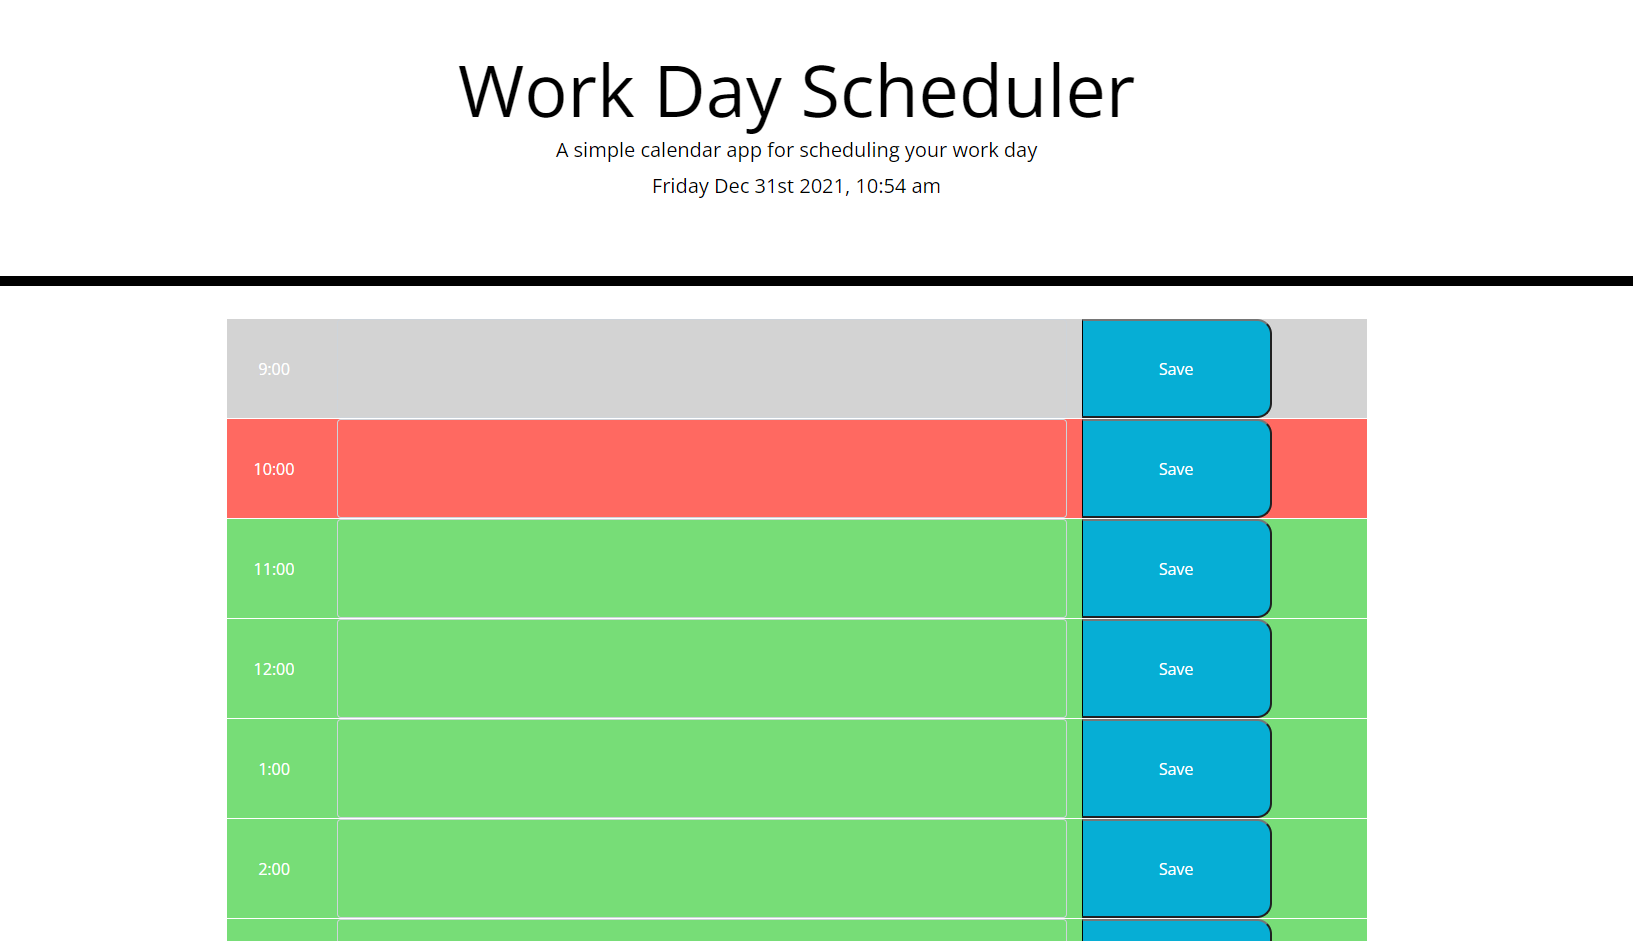 Work Day Scheduler
A simple calendar app for scheduling your work day
Friday Dec 31st 2021, 10:54 am
9:00 Save
10:00 Save
11:00 Save
12:00 Save
1:00 Save
2:00 Save